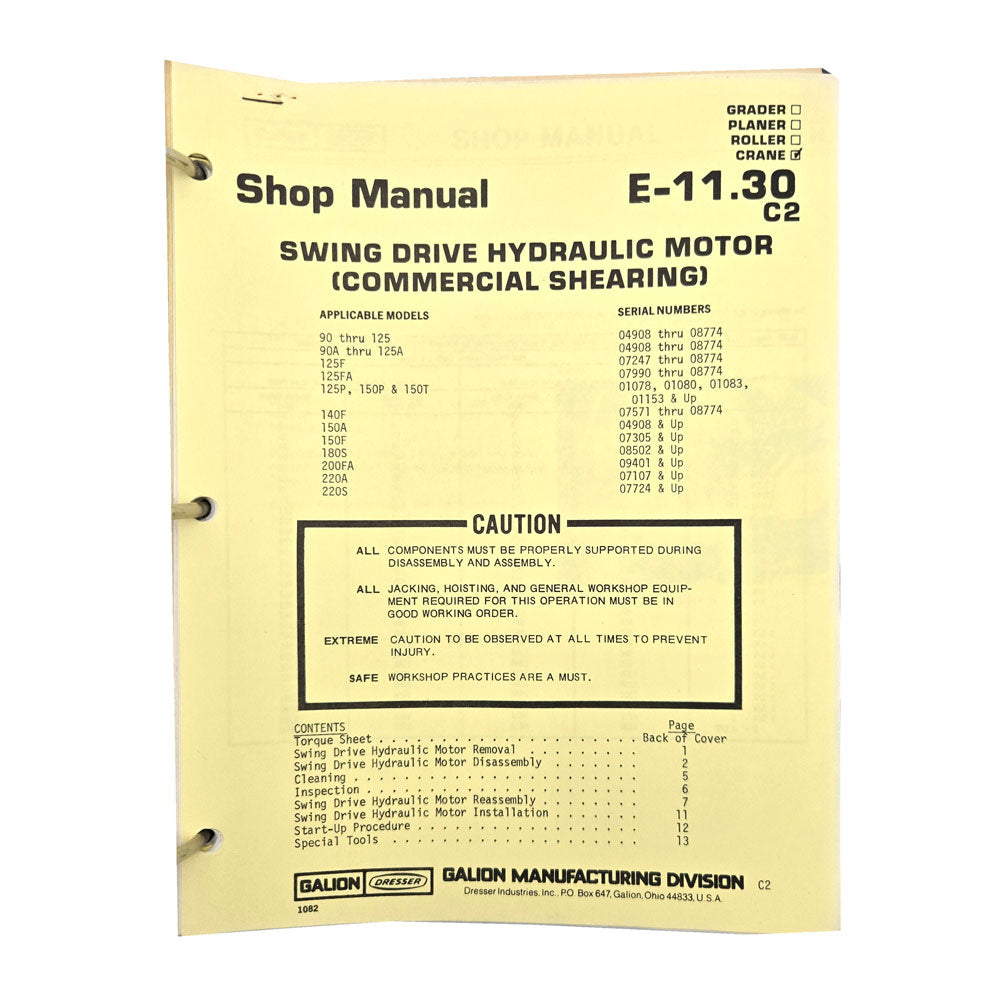 GRADER ☐
PLANER ☐
ROLLER ☐
CRANE ☑
Shop Manual E-11.30
C2
SWING DRIVE HYDRAULIC MOTOR
(COMMERCIAL SHEARING)
APPLICABLE MODELS SERIAL NUMBERS
90 thru 125 04908 thru 08774
90A thru 125A 04908 thru 08774
125F 07247 thru 08774
125FA 07990 thru 08774
125P, 150P & 150T 01078, 01080, 01083,
01153 & Up
140F 07571 thru 08774
150A 04908 & Up
150F 07305 & Up
180S 08502 & Up
200FA 09401 & Up
220A 07107 & Up
220S 07724 & Up
CAUTION
ALL COMPONENTS MUST BE PROPERLY SUPPORTED DURING
DISASSEMBLY AND ASSEMBLY.
ALL JACKING, HOISTING, AND GENERAL WORKSHOP EQUIP-
MENT REQUIRED FOR THIS OPERATION MUST BE IN
GOOD WORKING ORDER.
EXTREME CAUTION TO BE OBSERVED AT ALL TIMES TO PREVENT
INJURY.
SAFE WORKSHOP PRACTICES ARE A MUST.
CONTENTS Page
Torque Sheet . . . . . . . . . . . . . . . . . . . . Back of Cover
Swing Drive Hydraulic Motor Removal . . . . . . . . . 1
Swing Drive Hydraulic Motor Disassembly . . . . . . . 2
Cleaning . . . . . . . . . . . . . . . . . . . . . . 5
Inspection . . . . . . . . . . . . . . . . . . . . . 6
Swing Drive Hydraulic Motor Reassembly . . . . . . . . 7
Swing Drive Hydraulic Motor Installation . . . . . . . 11
Start-Up Procedure . . . . . . . . . . . . . . . . . 12
Special Tools . . . . . . . . . . . . . . . . . . . 13
GALION DRESSER GALION MANUFACTURING DIVISION C2
Dresser Industries, Inc., P.O. Box 647, Galion, Ohio 44833, U.S.A.
1082